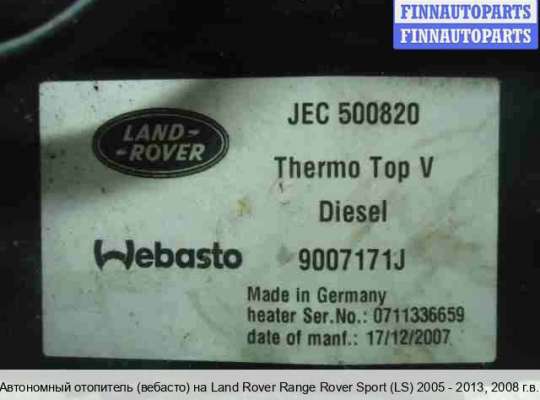 FINNAUTOPARTS
FINNAUTOPARTS
LAND-
-ROVER
JEC 500820
Thermo Top V
Diesel
Webasto
9007171J
Made in Germany
heater Ser.No.: 0711336659
date of manf.: 17/12/2007
Автономный отопитель (вебасто) на Land Rover Range Rover Sport (LS) 2005 - 2013, 2008 г.в.